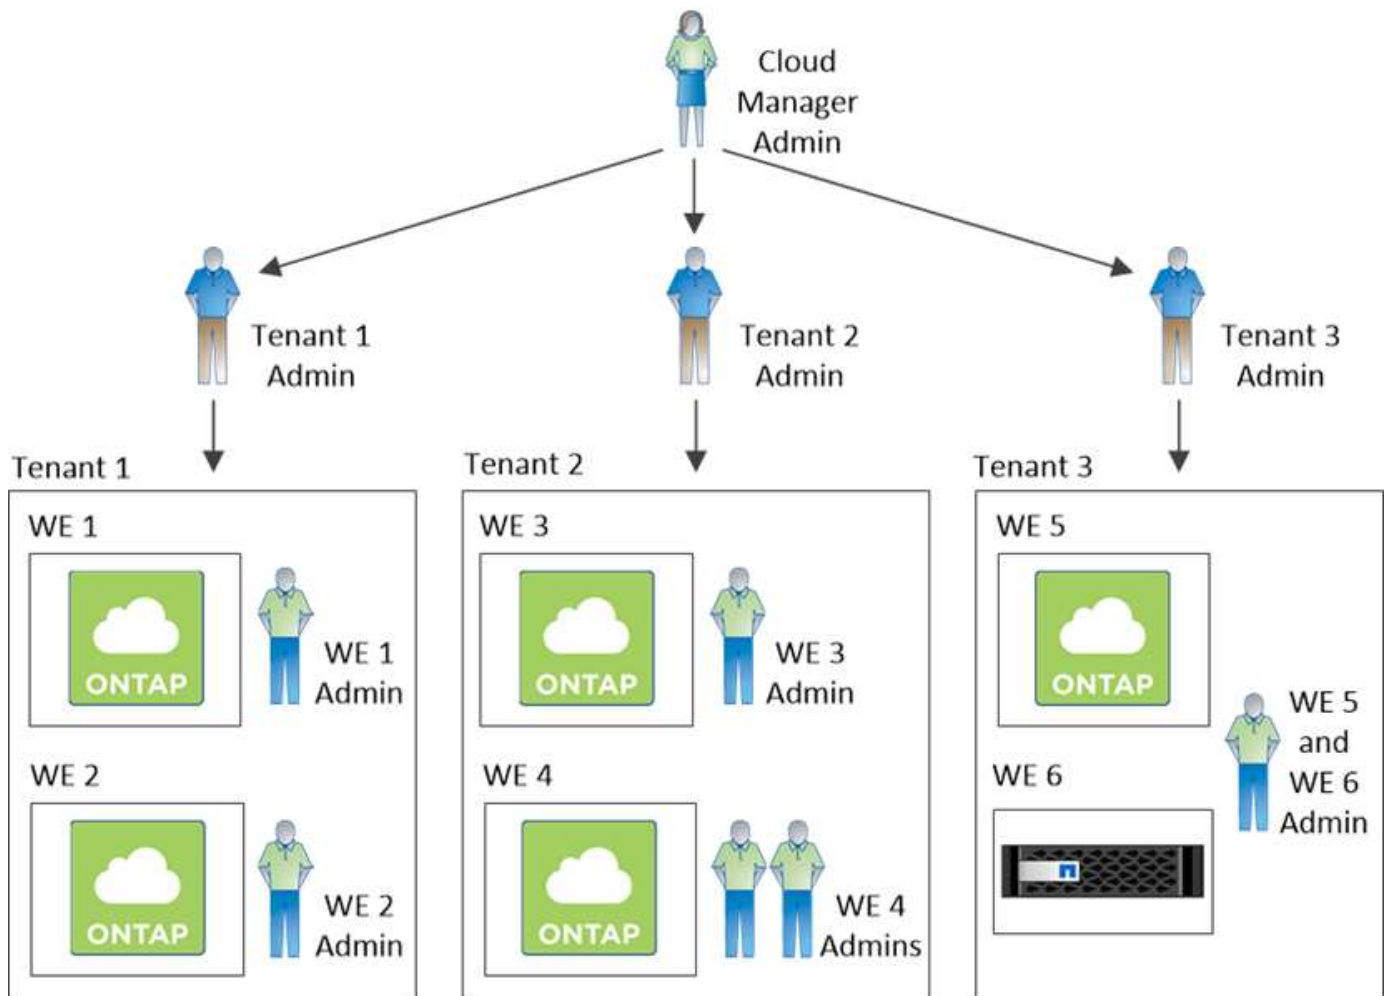 Cloud
Manager
Admin
Tenant 1
Admin
Tenant 2
Admin
Tenant 3
Admin
Tenant 1
WE 1
ONTAP
WE 1
Admin
WE 2
ONTAP
WE 2
Admin
Tenant 2
WE 3
ONTAP
WE 3
Admin
WE 4
ONTAP
WE 4
Admins
Tenant 3
WE 5
ONTAP
WE 5
and
WE 6
Admin
WE 6